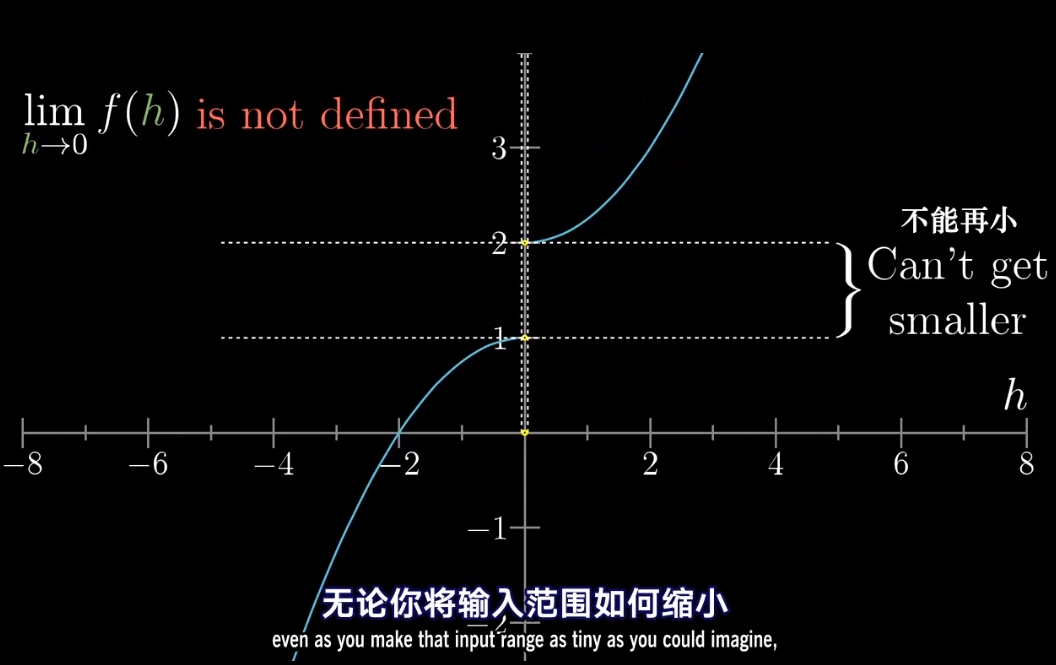 lim f(h) is not defined
h→0
3
不能再小
2
Can't get
smaller
1
h
−8 −6 −4 −2 2 4 6 8
−1
无论你将输入范围如何缩小
−2
even as you make that input range as tiny as you could imagine,